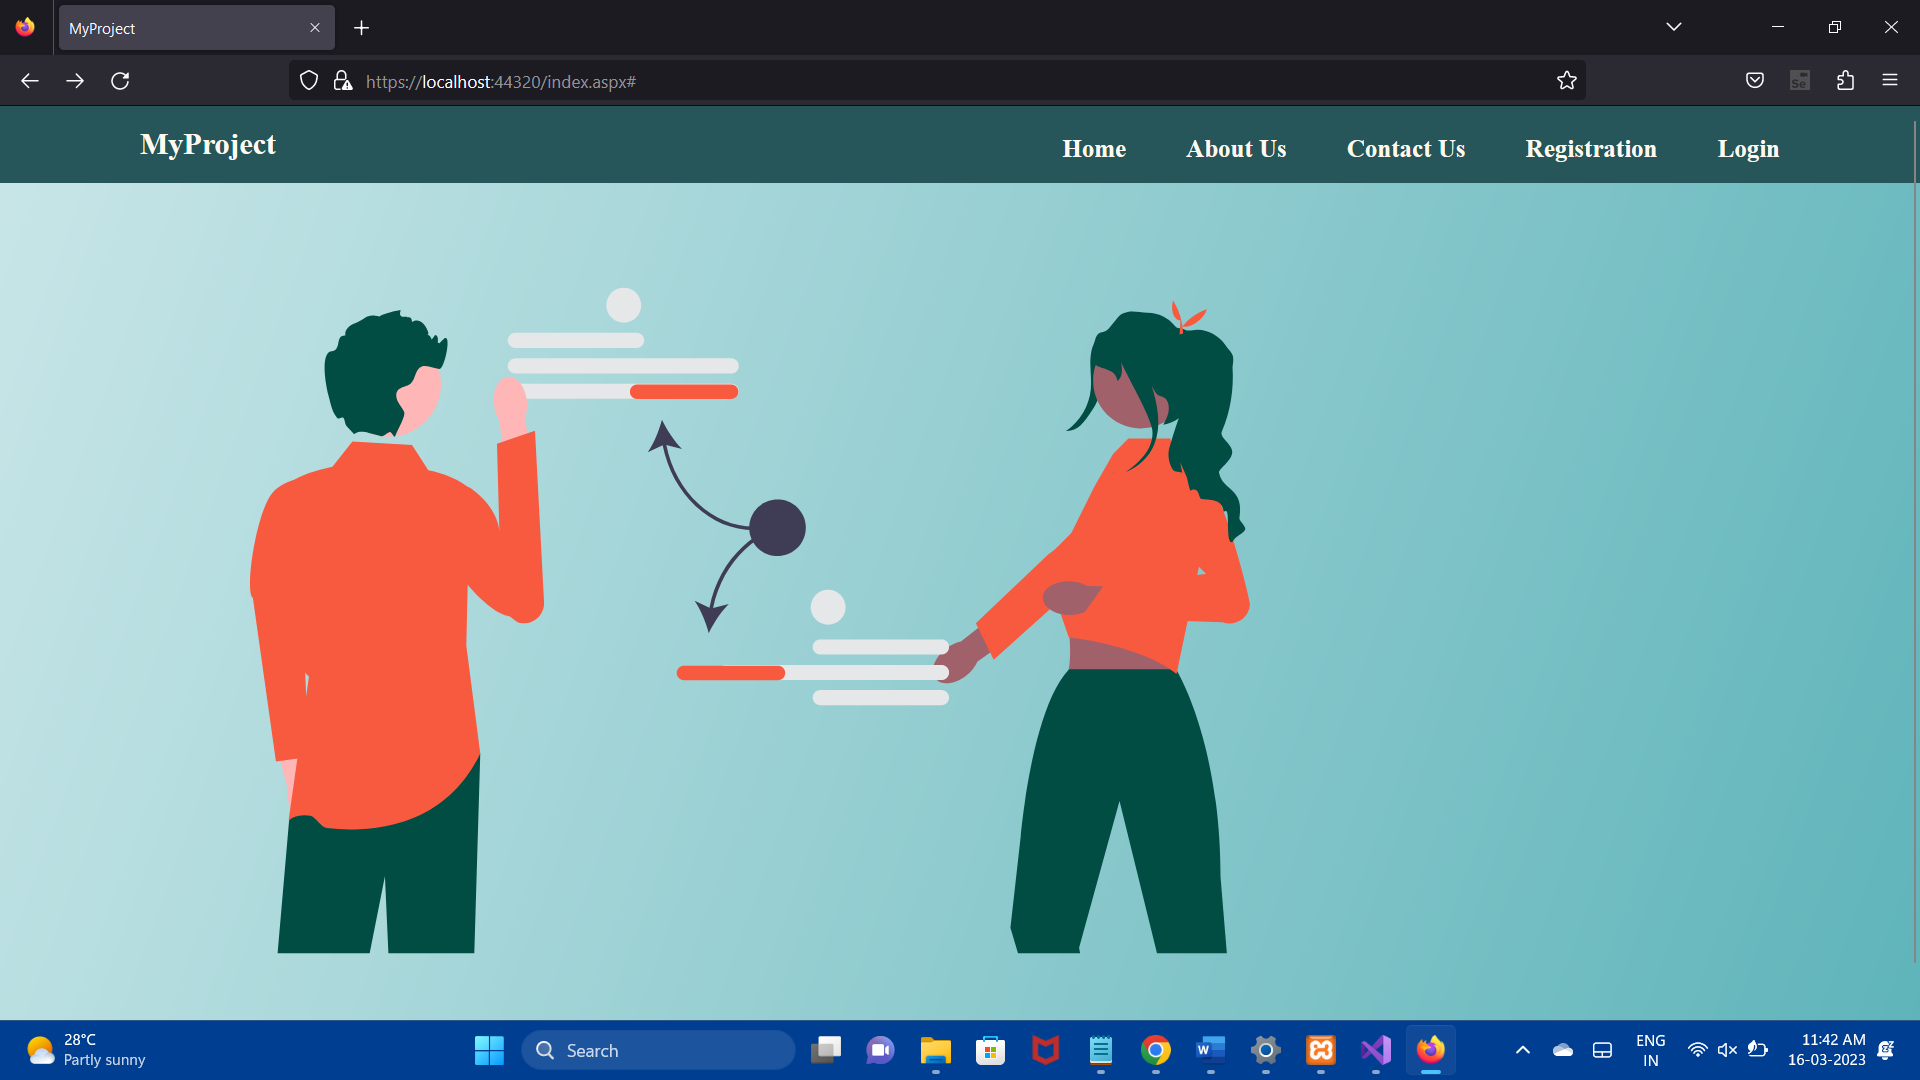 MyProject
https://localhost:44320/index.aspx#
Se
MyProject
Home About Us Contact Us Registration Login
28°C
Partly sunny
Search
W
ENG
IN
11:42 AM
16-03-2023